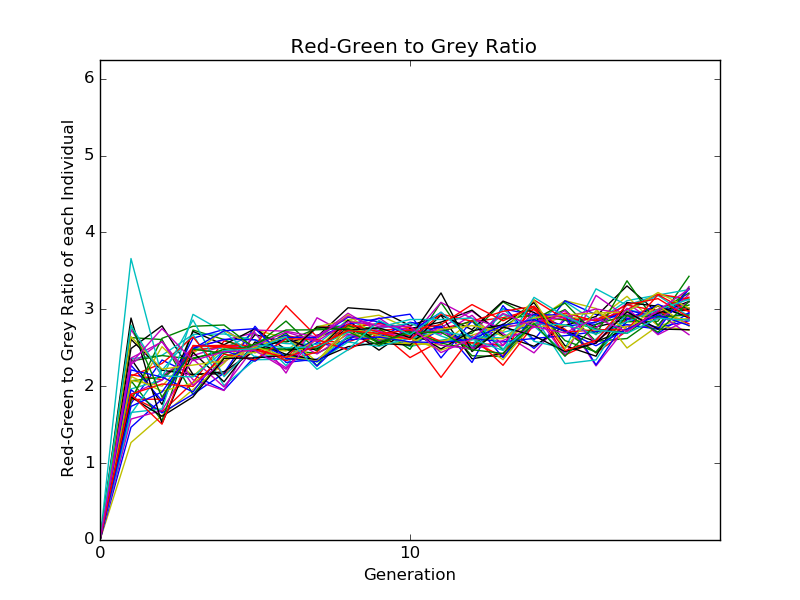 Red-Green to Grey Ratio
Red-Green to Grey Ratio of each Individual
6
5
4
3
2
1
0
0 10
Generation